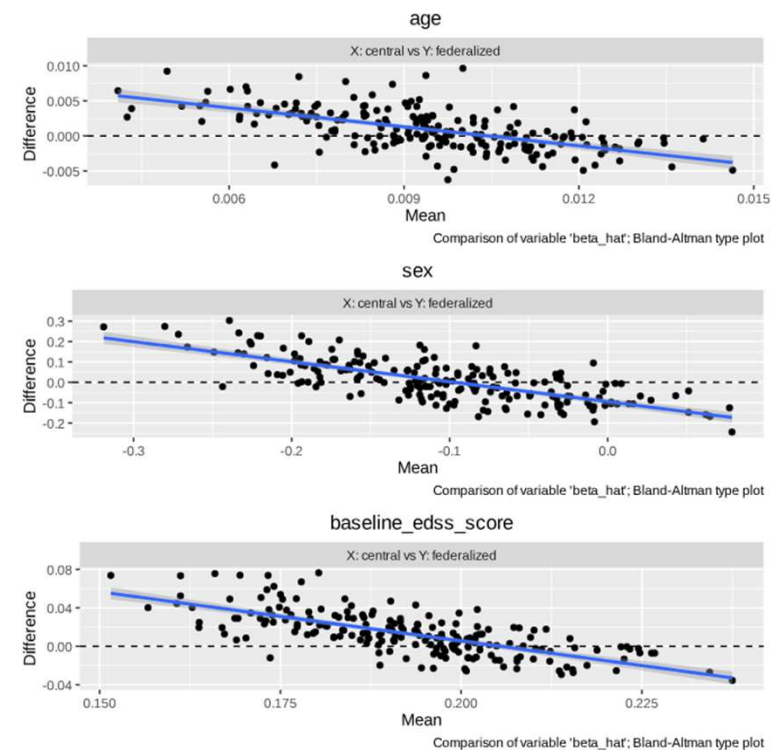 age
X: central vs Y: federalized
Difference
0.010
0.005
0.000
-0.005
0.006 0.009 0.012 0.015
Mean
Comparison of variable 'beta_hat'; Bland-Altman type plot
sex
X: central vs Y: federalized
Difference
0.3
0.2
0.1
0.0
-0.1
-0.2
-0.3 -0.2 -0.1 0.0
Mean
Comparison of variable 'beta_hat'; Bland-Altman type plot
baseline_edss_score
X: central vs Y: federalized
Difference
0.08
0.04
0.00
-0.04
0.150 0.175 0.200 0.225
Mean
Comparison of variable 'beta_hat'; Bland-Altman type plot